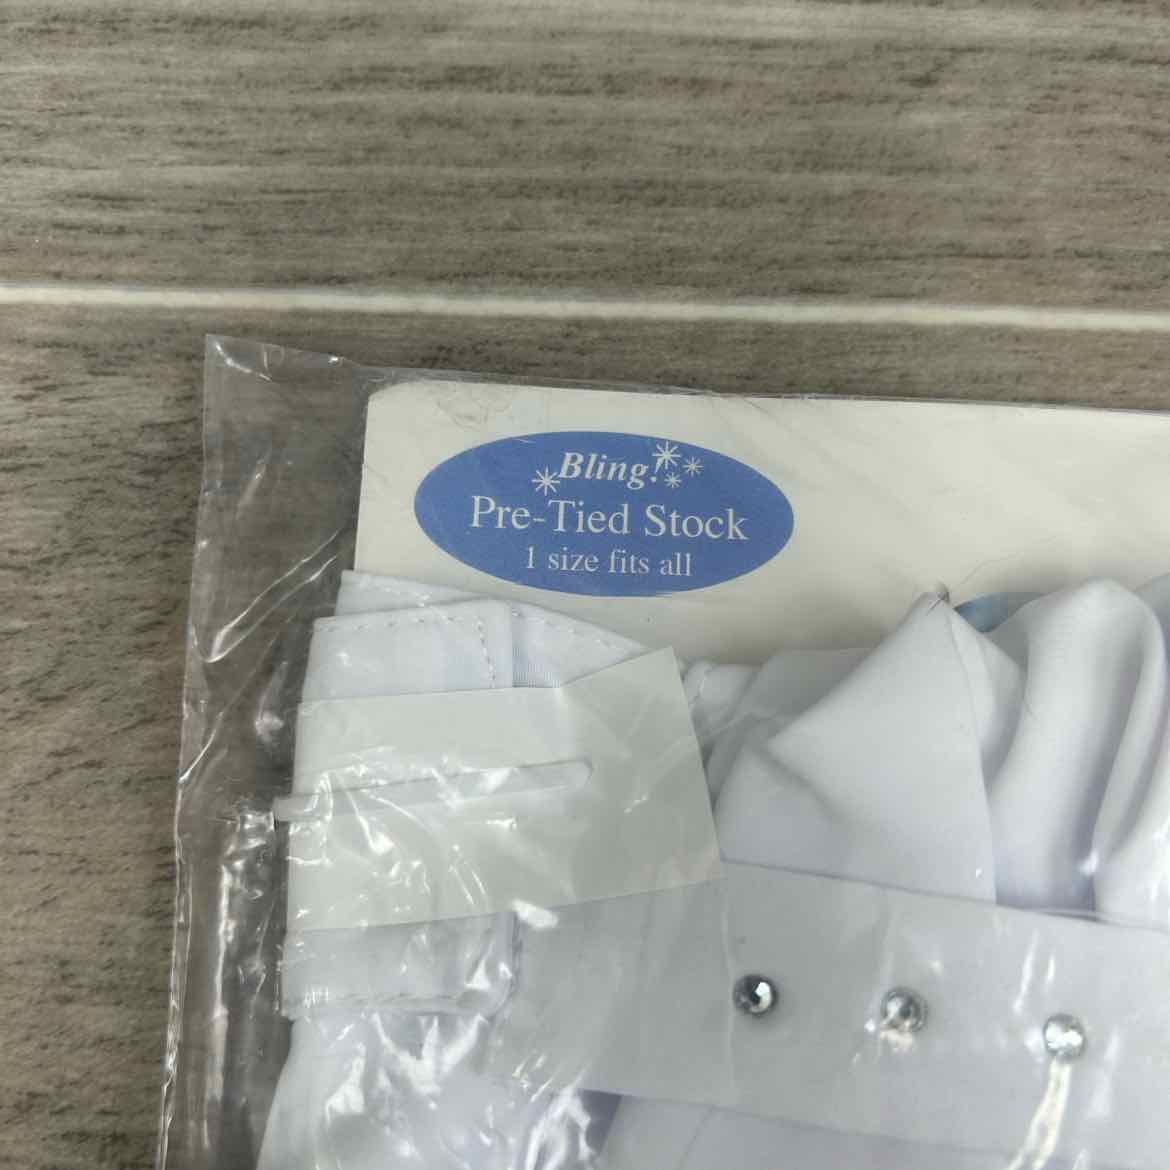 Bling!
Pre-Tied Stock
1 size fits all